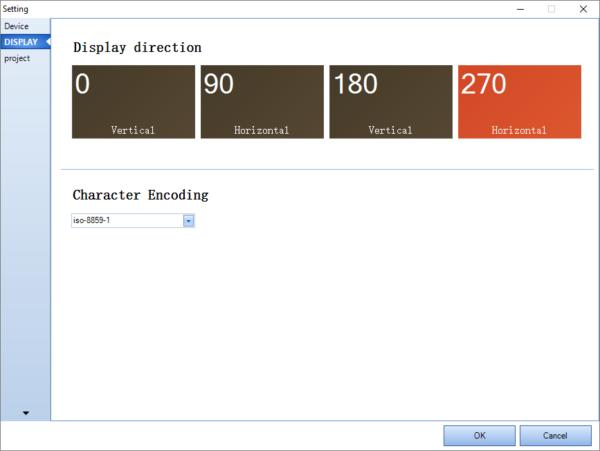 Setting
Device
DISPLAY
project
Display direction
0 90 180 270
Vertical Horizontal Vertical Horizontal
Character Encoding
iso-8859-1
OK Cancel